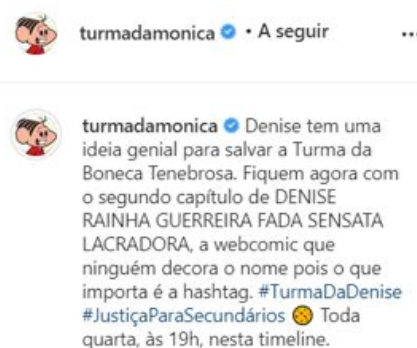 turmadamonica • A seguir
turmadamonica Denise tem uma
ideia genial para salvar a Turma da
Boneca Tenebrosa. Fiquem agora com
o segundo capítulo de DENISE
RAINHA GUERREIRA FADA SENSATA
LACRADORA, a webcomic que
ninguém decora o nome pois o que
importa é a hashtag. #TurmaDaDenise
#JustiçaParaSecundários 🍪 Toda
quarta, às 19h, nesta timeline.